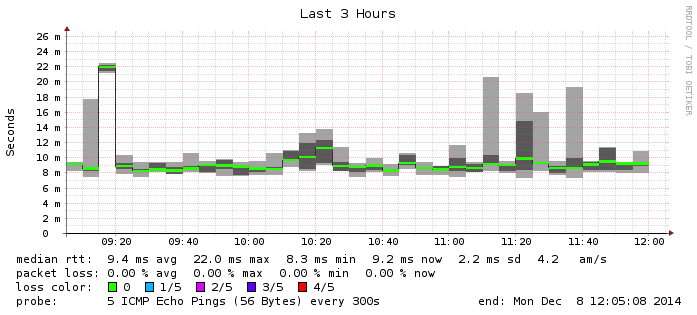 Last 3 Hours
RRDTOOL / TOBI OETIKER
Seconds
26 m
24 m
22 m
20 m
18 m
16 m
14 m
12 m
10 m
8 m
6 m
4 m
2 m
0
09:20 09:40 10:00 10:20 10:40 11:00 11:20 11:40 12:00
median rtt: 9.4 ms avg 22.0 ms max 8.3 ms min 9.2 ms now 2.2 ms sd 4.2 am/s
packet loss: 0.00 % avg 0.00 % max 0.00 % min 0.00 % now
loss color: 0 1/5 2/5 3/5 4/5
probe: 5 ICMP Echo Pings (56 Bytes) every 300s end: Mon Dec 8 12:05:08 2014